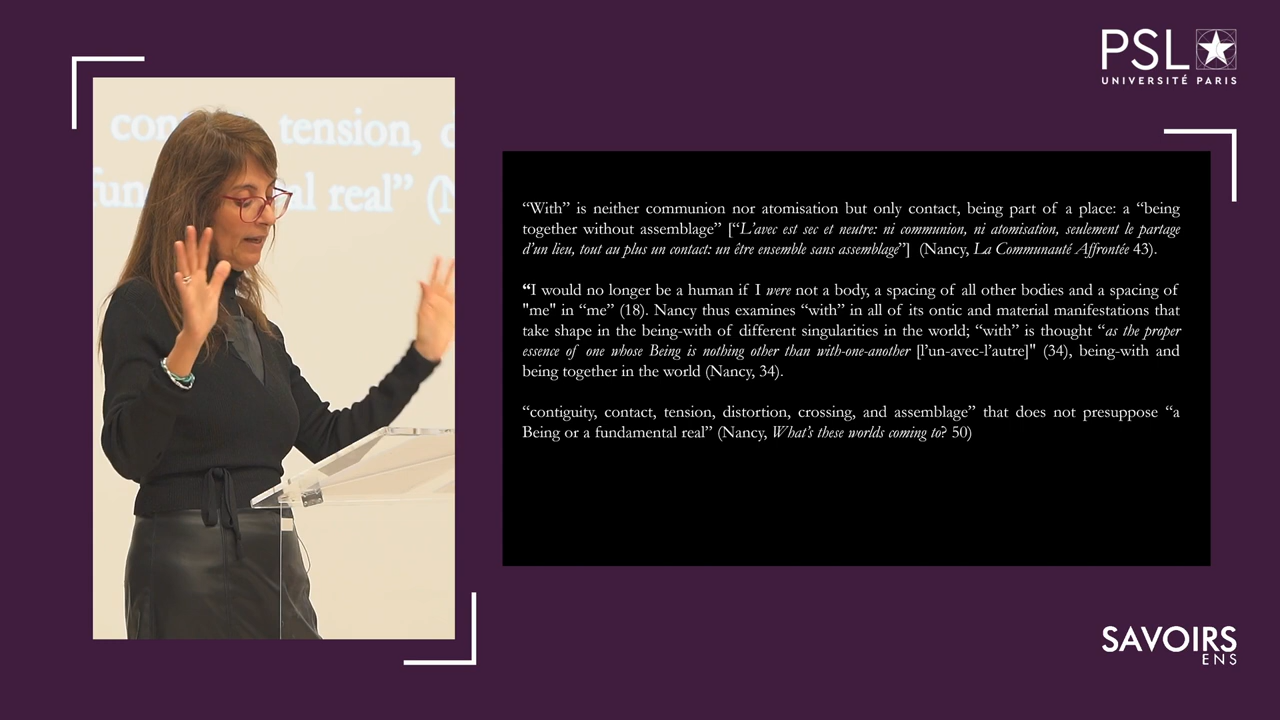 PSL
UNIVERSITÉ PARIS
tension,
al real” (N
“With” is neither communion nor atomisation but only contact, being part of a place: a “being
together without assemblage” [“L’avec est sec et neutre: ni communion, ni atomisation, seulement le partage
d’un lieu, tout au plus un contact: un être ensemble sans assemblage”] (Nancy, La Communauté Affrontée 43).
“I would no longer be a human if I were not a body, a spacing of all other bodies and a spacing of
"me" in “me” (18). Nancy thus examines “with” in all of its ontic and material manifestations that
take shape in the being-with of different singularities in the world; “with” is thought “as the proper
essence of one whose Being is nothing other than with-one-another [l’un-avec-l’autre]" (34), being-with and
being together in the world (Nancy, 34).
“contiguity, contact, tension, distortion, crossing, and assemblage” that does not presuppose “a
Being or a fundamental real” (Nancy, What’s these worlds coming to? 50)
SAVOIRS
ENS